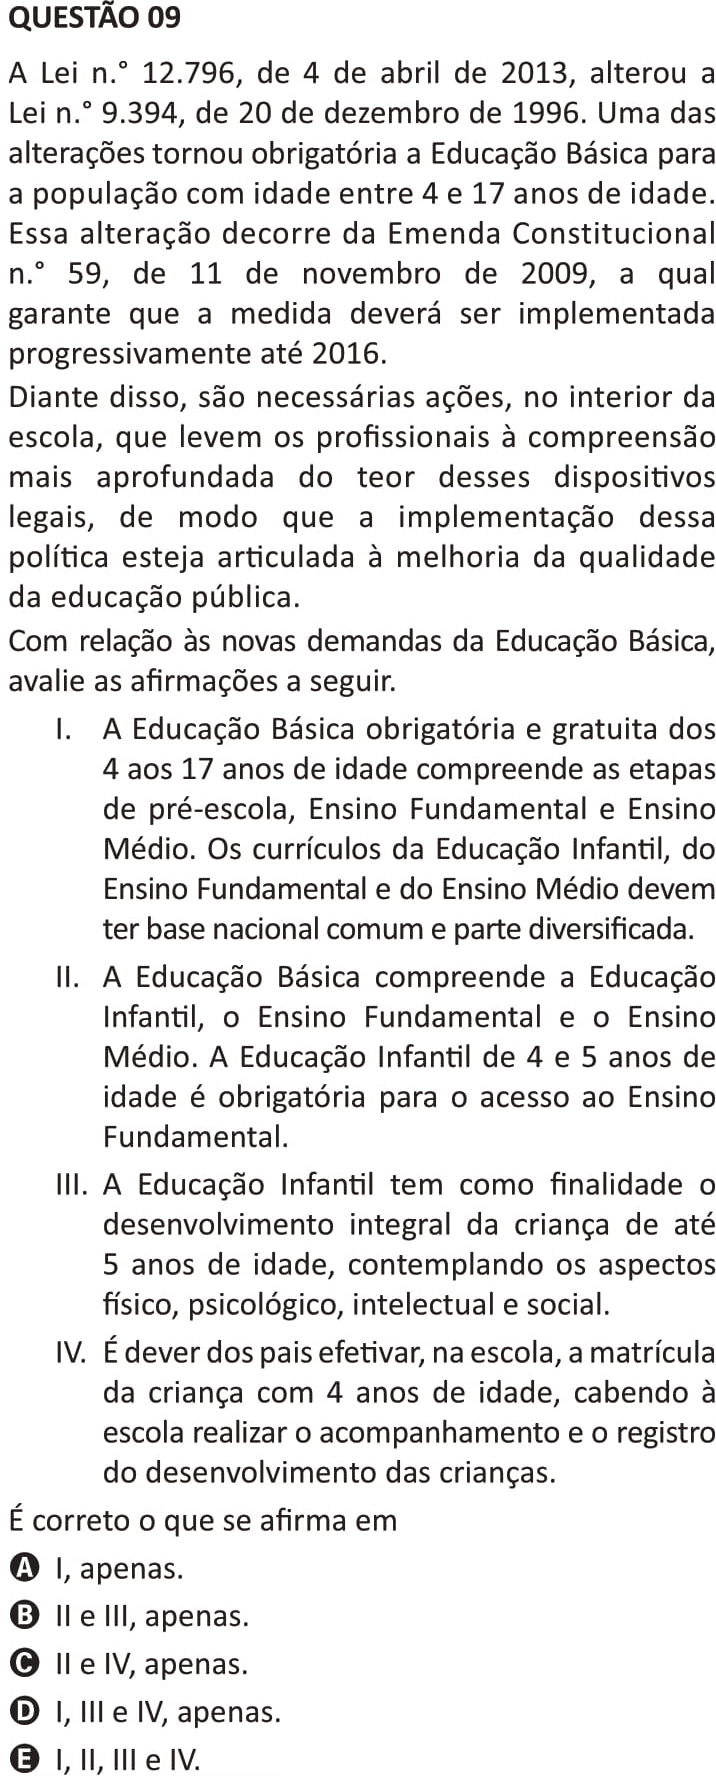 QUESTÃO 09
A Lei n.° 12.796, de 4 de abril de 2013, alterou a
Lei n.° 9.394, de 20 de dezembro de 1996. Uma das
alterações tornou obrigatória a Educação Básica para
a população com idade entre 4 e 17 anos de idade.
Essa alteração decorre da Emenda Constitucional
n.° 59, de 11 de novembro de 2009, a qual
garante que a medida deverá ser implementada
progressivamente até 2016.
Diante disso, são necessárias ações, no interior da
escola, que levem os profissionais à compreensão
mais aprofundada do teor desses dispositivos
legais, de modo que a implementação dessa
política esteja articulada à melhoria da qualidade
da educação pública.
Com relação às novas demandas da Educação Básica,
avalie as afirmações a seguir.
I. A Educação Básica obrigatória e gratuita dos
4 aos 17 anos de idade compreende as etapas
de pré-escola, Ensino Fundamental e Ensino
Médio. Os currículos da Educação Infantil, do
Ensino Fundamental e do Ensino Médio devem
ter base nacional comum e parte diversificada.
II. A Educação Básica compreende a Educação
Infantil, o Ensino Fundamental e o Ensino
Médio. A Educação Infantil de 4 e 5 anos de
idade é obrigatória para o acesso ao Ensino
Fundamental.
III. A Educação Infantil tem como finalidade o
desenvolvimento integral da criança de até
5 anos de idade, contemplando os aspectos
físico, psicológico, intelectual e social.
IV. É dever dos pais efetivar, na escola, a matrícula
da criança com 4 anos de idade, cabendo à
escola realizar o acompanhamento e o registro
do desenvolvimento das crianças.
É correto o que se afirma em
A I, apenas.
B II e III, apenas.
C II e IV, apenas.
D I, III e IV, apenas.
E I, II, III e IV.